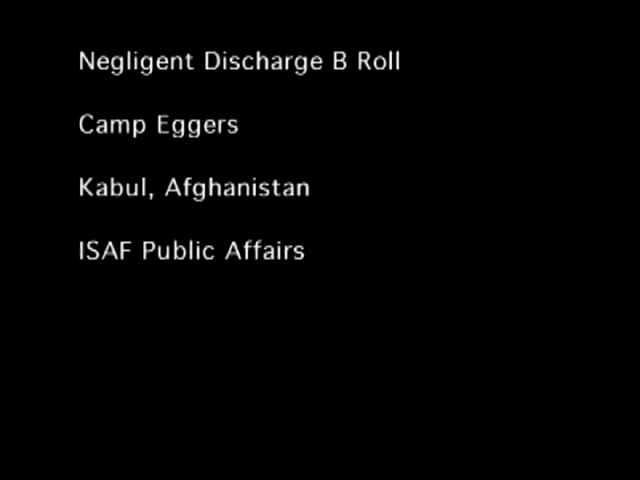 Negligent Discharge B Roll
Camp Eggers
Kabul, Afghanistan
ISAF Public Affairs